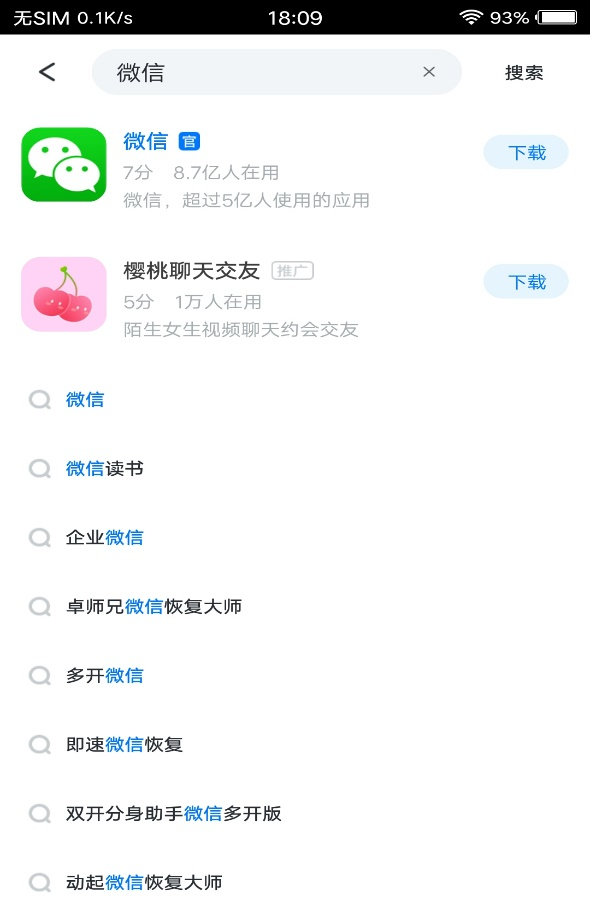 无SIM 0.1K/s 18:09 93%
微信 × 搜索
微信 官
下载
7分 8.7亿人在用
微信，超过5亿人使用的应用
樱桃聊天交友 推广
下载
5分 1万人在用
陌生女生视频聊天约会交友
微信
微信读书
企业微信
卓师兄微信恢复大师
多开微信
即速微信恢复
双开分身助手微信多开版
动起微信恢复大师